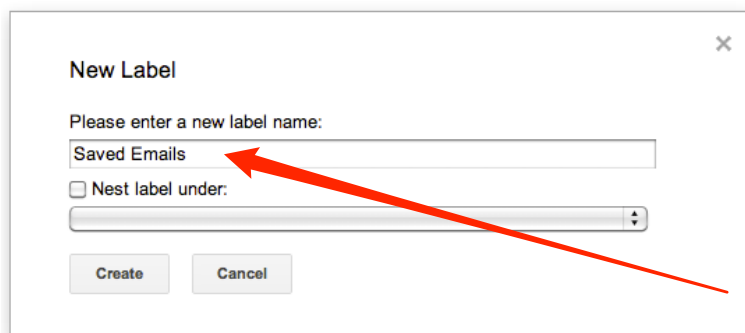 New Label
Please enter a new label name:
Saved Emails
Nest label under:
Create Cancel